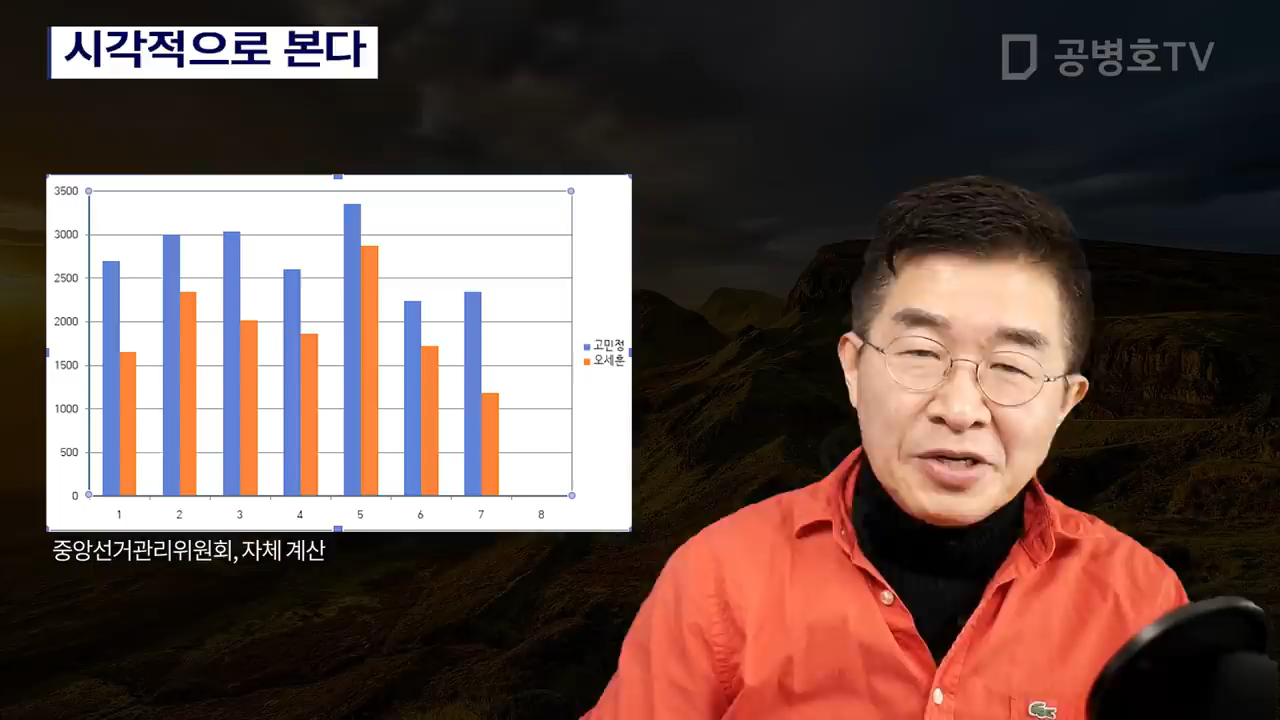 시각적으로 본다
공병호TV
3500
3000
2500
2000
1500
1000
500
0
1 2 3 4 5 6 7 8
고민정
오세훈
중앙선거관리위원회, 자체 계산